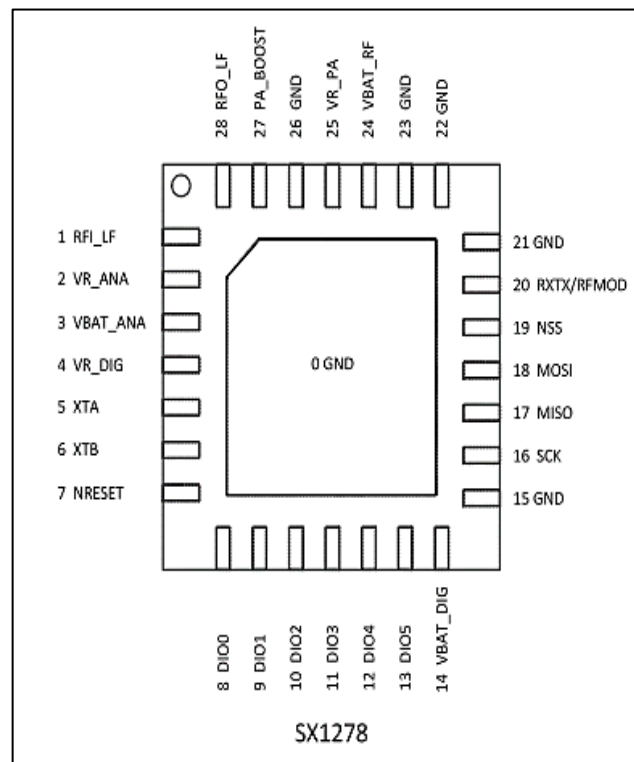 28 RFO_LF
27 PA_BOOST
26 GND
25 VR_PA
24 VBAT_RF
23 GND
22 GND
1 RFI_LF
2 VR_ANA
3 VBAT_ANA
4 VR_DIG
5 XTA
6 XTB
7 NRESET
0 GND
21 GND
20 RXTX/RFMOD
19 NSS
18 MOSI
17 MISO
16 SCK
15 GND
8 DIO0
9 DIO1
10 DIO2
11 DIO3
12 DIO4
13 DIO5
14 VBAT_DIG
SX1278